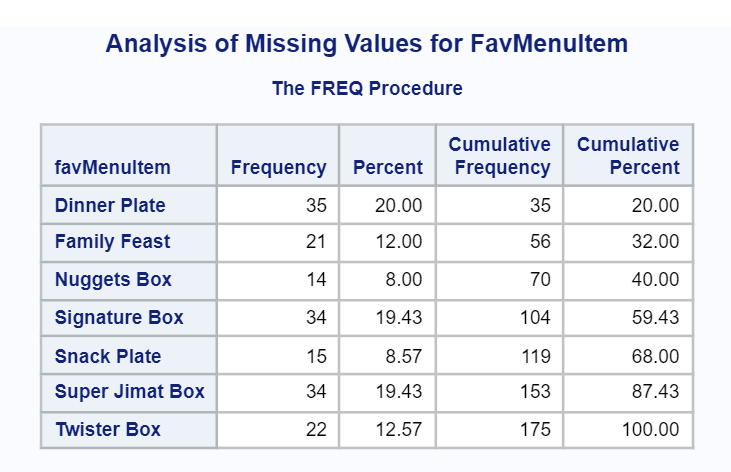 Analysis of Missing Values for FavMenuItem
The FREQ Procedure
favMenuItem Frequency Percent Cumulative Frequency Cumulative Percent
Dinner Plate 35 20.00 35 20.00
Family Feast 21 12.00 56 32.00
Nuggets Box 14 8.00 70 40.00
Signature Box 34 19.43 104 59.43
Snack Plate 15 8.57 119 68.00
Super Jimat Box 34 19.43 153 87.43
Twister Box 22 12.57 175 100.00